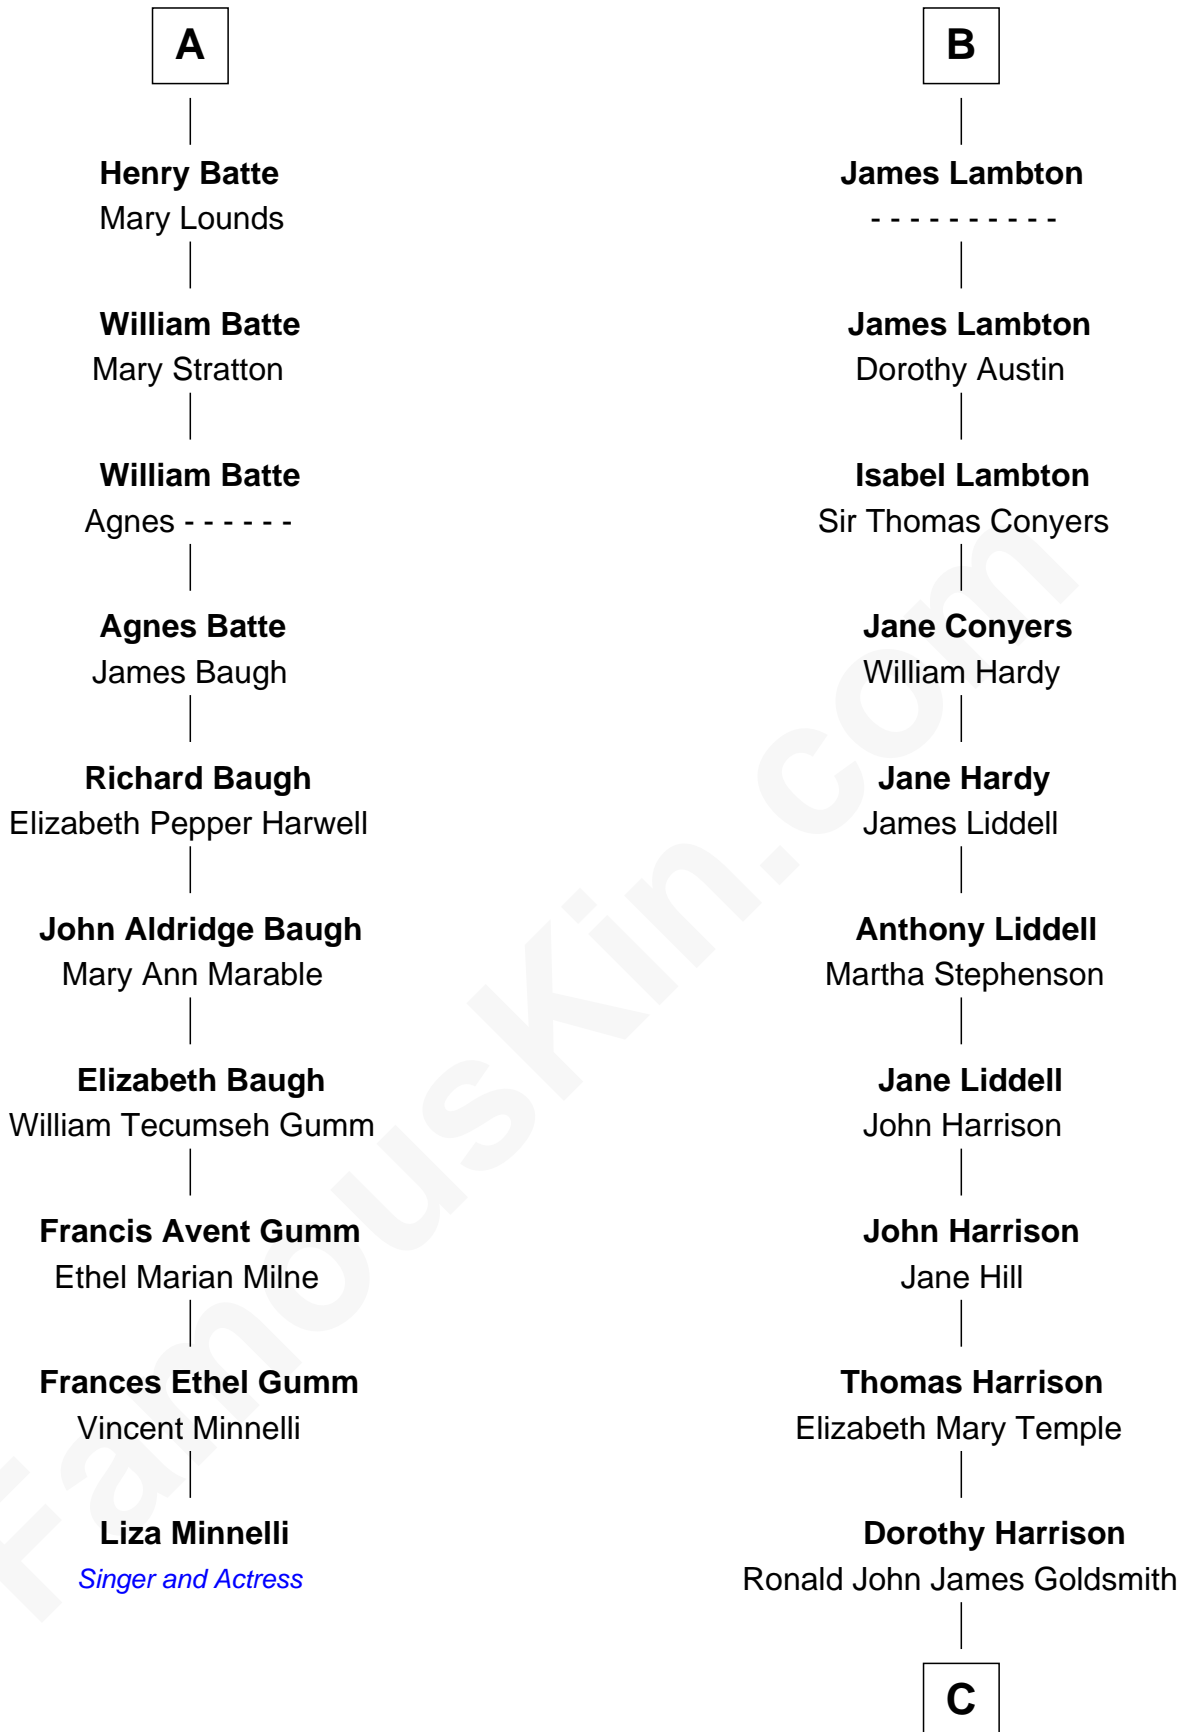 A
Henry Batte
Mary Lounds
William Batte
Mary Stratton
William Batte
Agnes - - - - - -
Agnes Batte
James Baugh
Richard Baugh
Elizabeth Pepper Harwell
John Aldridge Baugh
Mary Ann Marable
Elizabeth Baugh
William Tecumseh Gumm
Francis Avent Gumm
Ethel Marian Milne
Frances Ethel Gumm
Vincent Minnelli
Liza Minnelli
Singer and Actress
B
James Lambton
- - - - - - - - - -
James Lambton
Dorothy Austin
Isabel Lambton
Sir Thomas Conyers
Jane Conyers
William Hardy
Jane Hardy
James Liddell
Anthony Liddell
Martha Stephenson
Jane Liddell
John Harrison
John Harrison
Jane Hill
Thomas Harrison
Elizabeth Mary Temple
Dorothy Harrison
Ronald John James Goldsmith
C
FamousKin.com